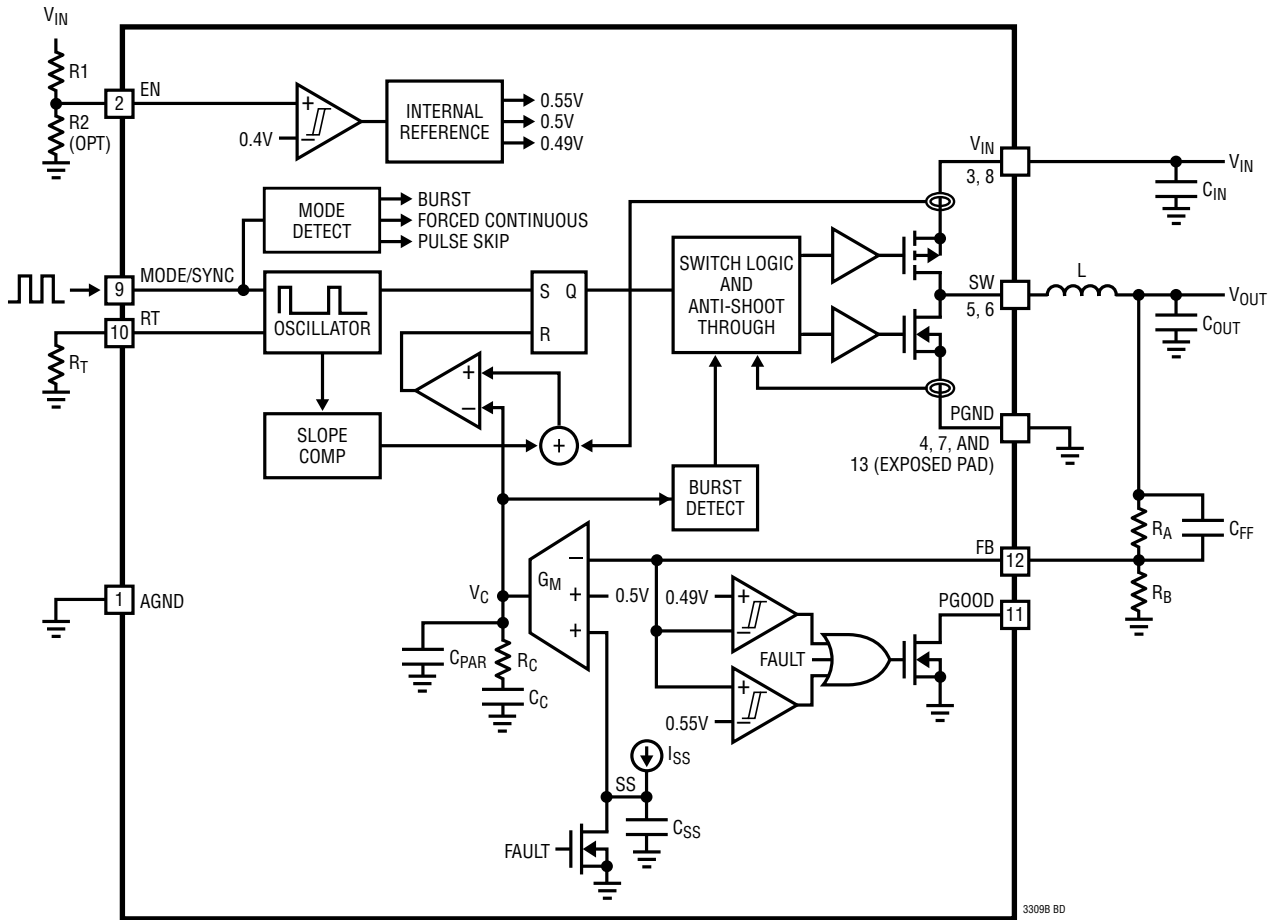 VIN
R1
2
EN
R2
(OPT)
+
–
0.4V
INTERNAL
REFERENCE
0.55V
0.5V
0.49V
VIN
3, 8
VIN
CIN
MODE
DETECT
BURST
FORCED CONTINUOUS
PULSE SKIP
9
MODE/SYNC
10
RT
RT
OSCILLATOR
S Q
R
SWITCH LOGIC
AND
ANTI-SHOOT
THROUGH
SW
5, 6
L
VOUT
COUT
+
–
SLOPE
COMP
+
PGND
4, 7, AND
13 (EXPOSED PAD)
BURST
DETECT
RA
CFF
FB
12
RB
1
AGND
VC
GM
–
+
+
0.5V
0.49V
+
–
PGOOD
11
FAULT
CPAR
RC
CC
+
–
0.55V
ISS
SS
CSS
FAULT
3309B BD